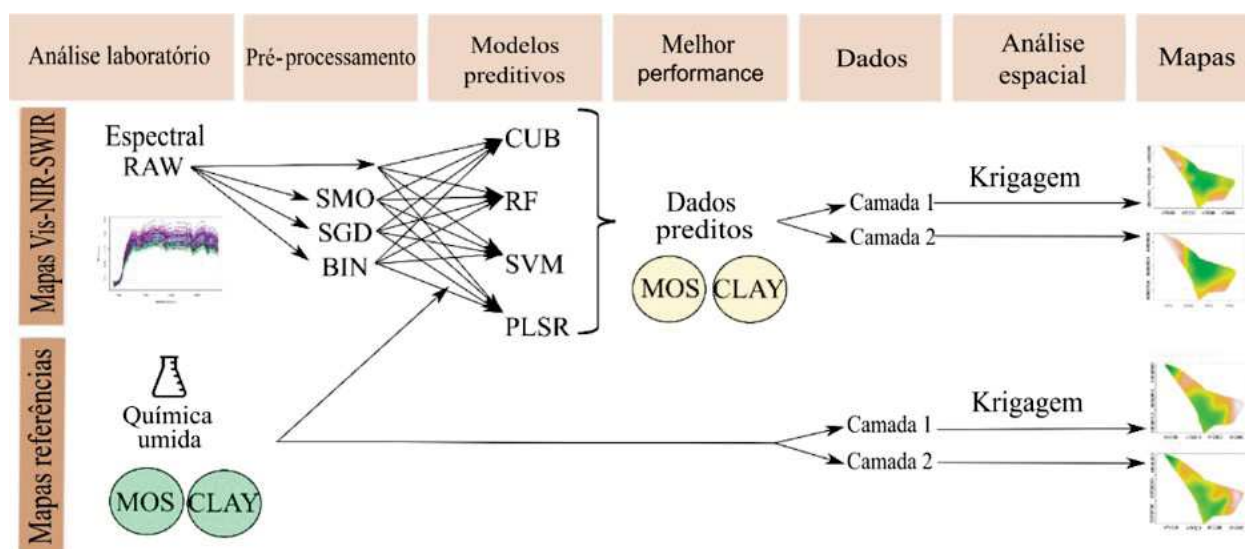 Análise laboratório
Pré-processamento
Modelos
preditivos
Melhor
performance
Dados
Análise
espacial
Mapas
Mapas Vis-NIR-SWIR
Espectral
RAW
SMO
SGD
BIN
CUB
RF
SVM
PLSR
Dados
preditos
MOS
CLAY
Camada 1
Camada 2
Krigagem
Mapas referências
Química
umida
MOS
CLAY
Camada 1
Camada 2
Krigagem